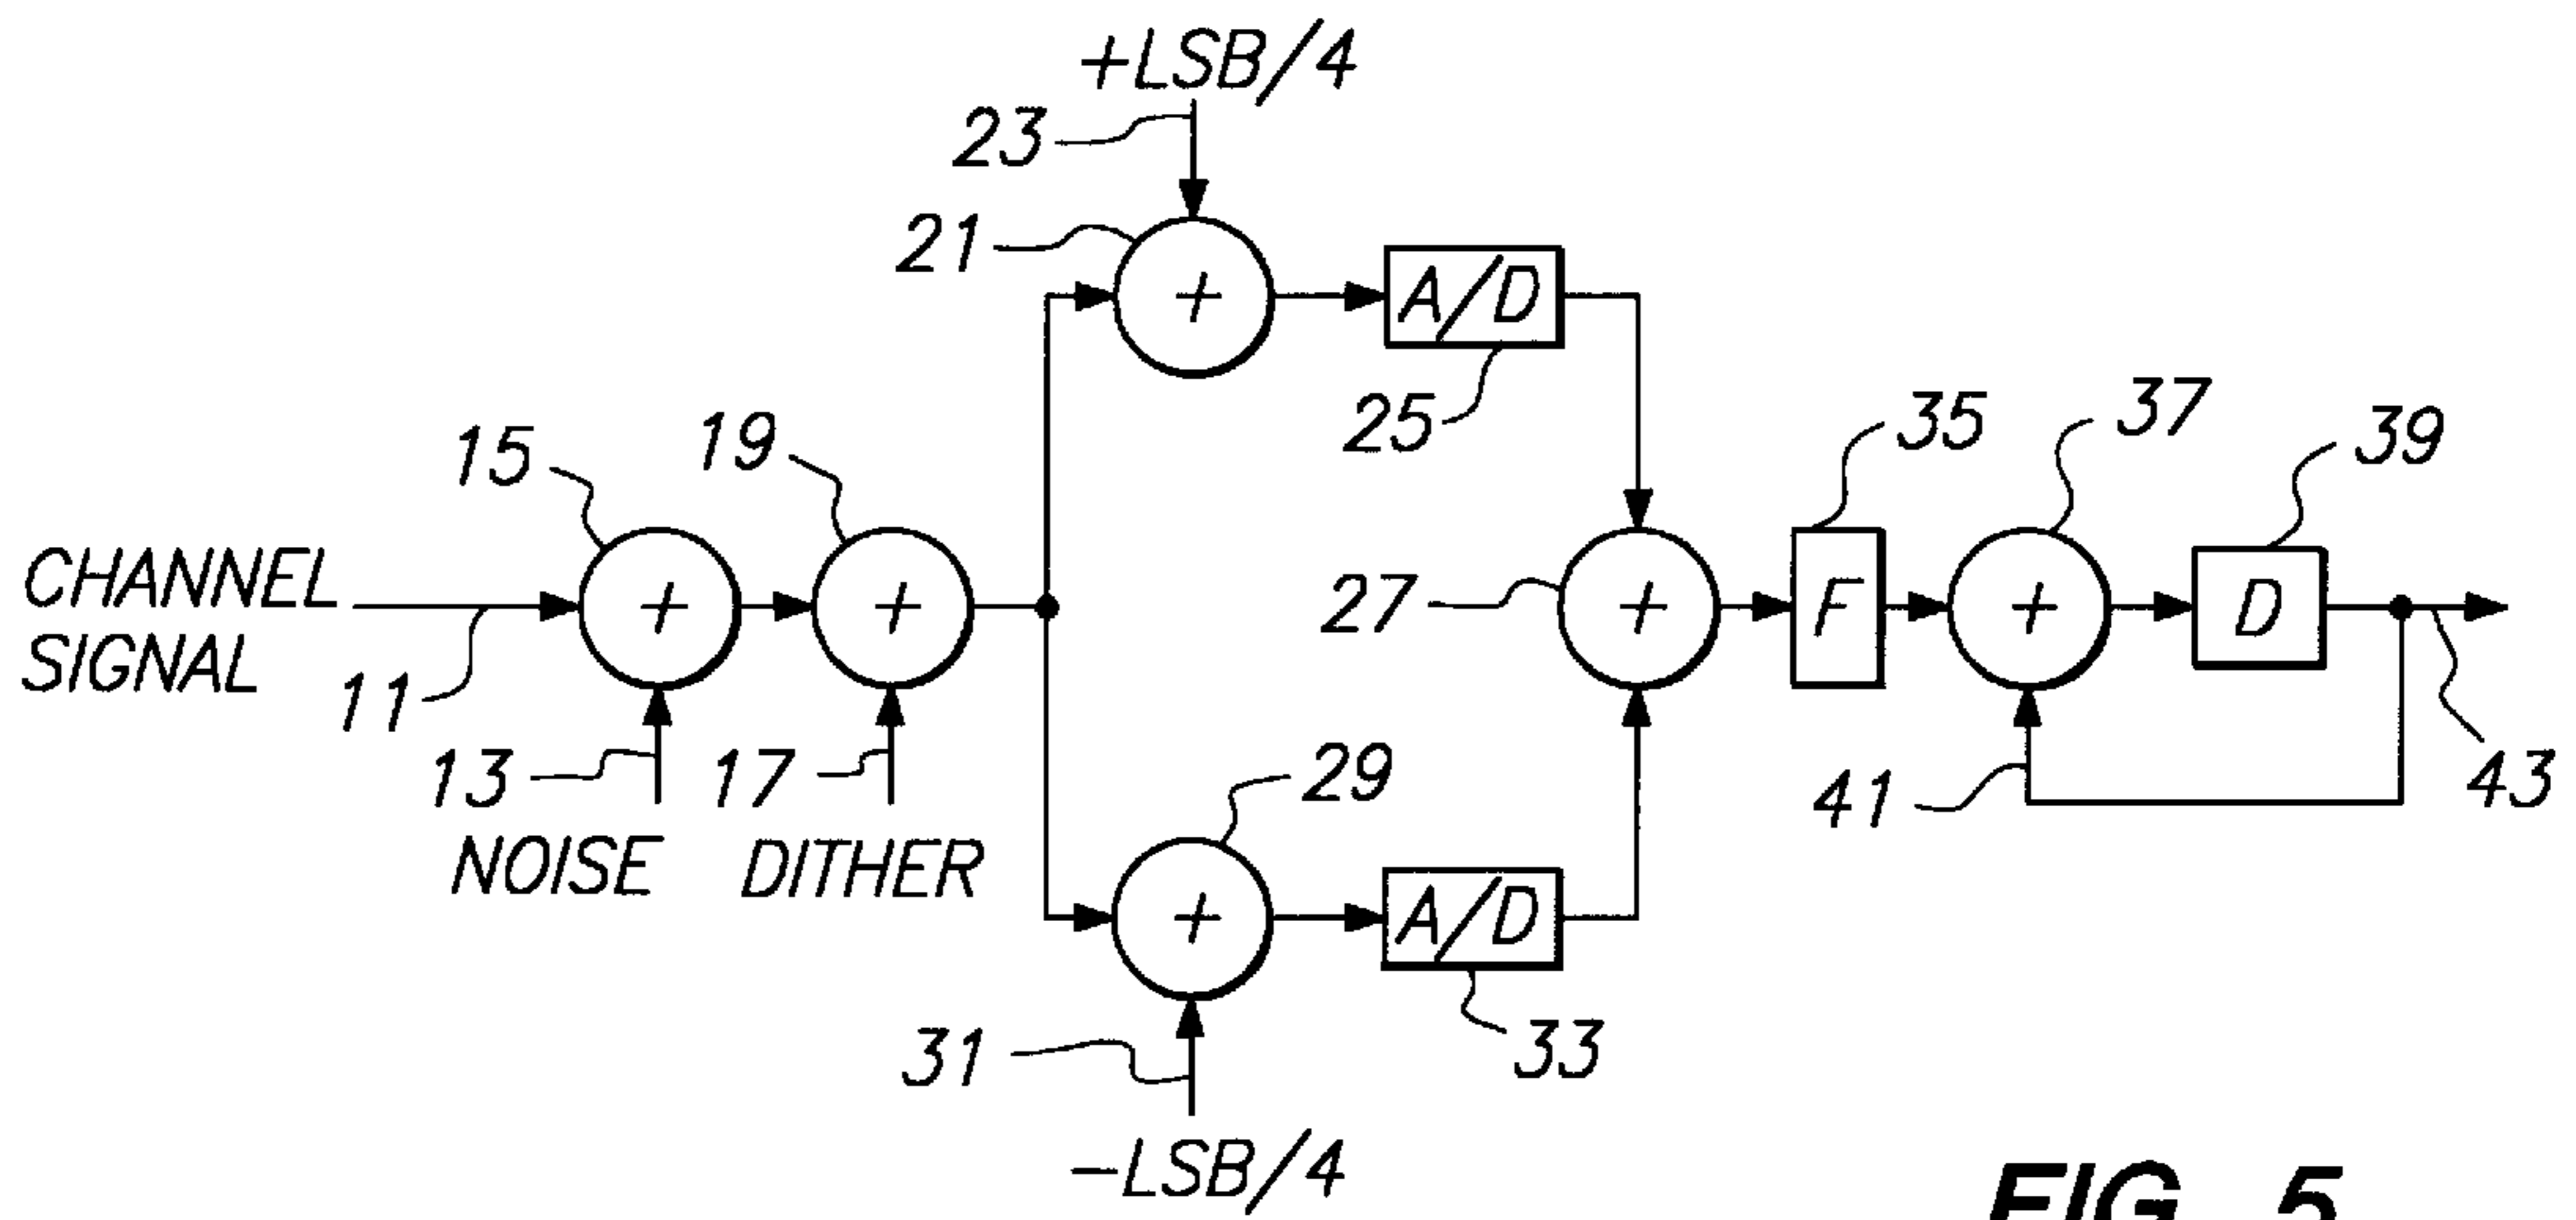 +LSB/4
23
21
+
A/D
25
15
19
35
37
39
CHANNEL
SIGNAL
11
+
+
27
+
F
+
D
13
NOISE
17
DITHER
29
41
43
+
A/D
31
33
-LSB/4
FIG. 5